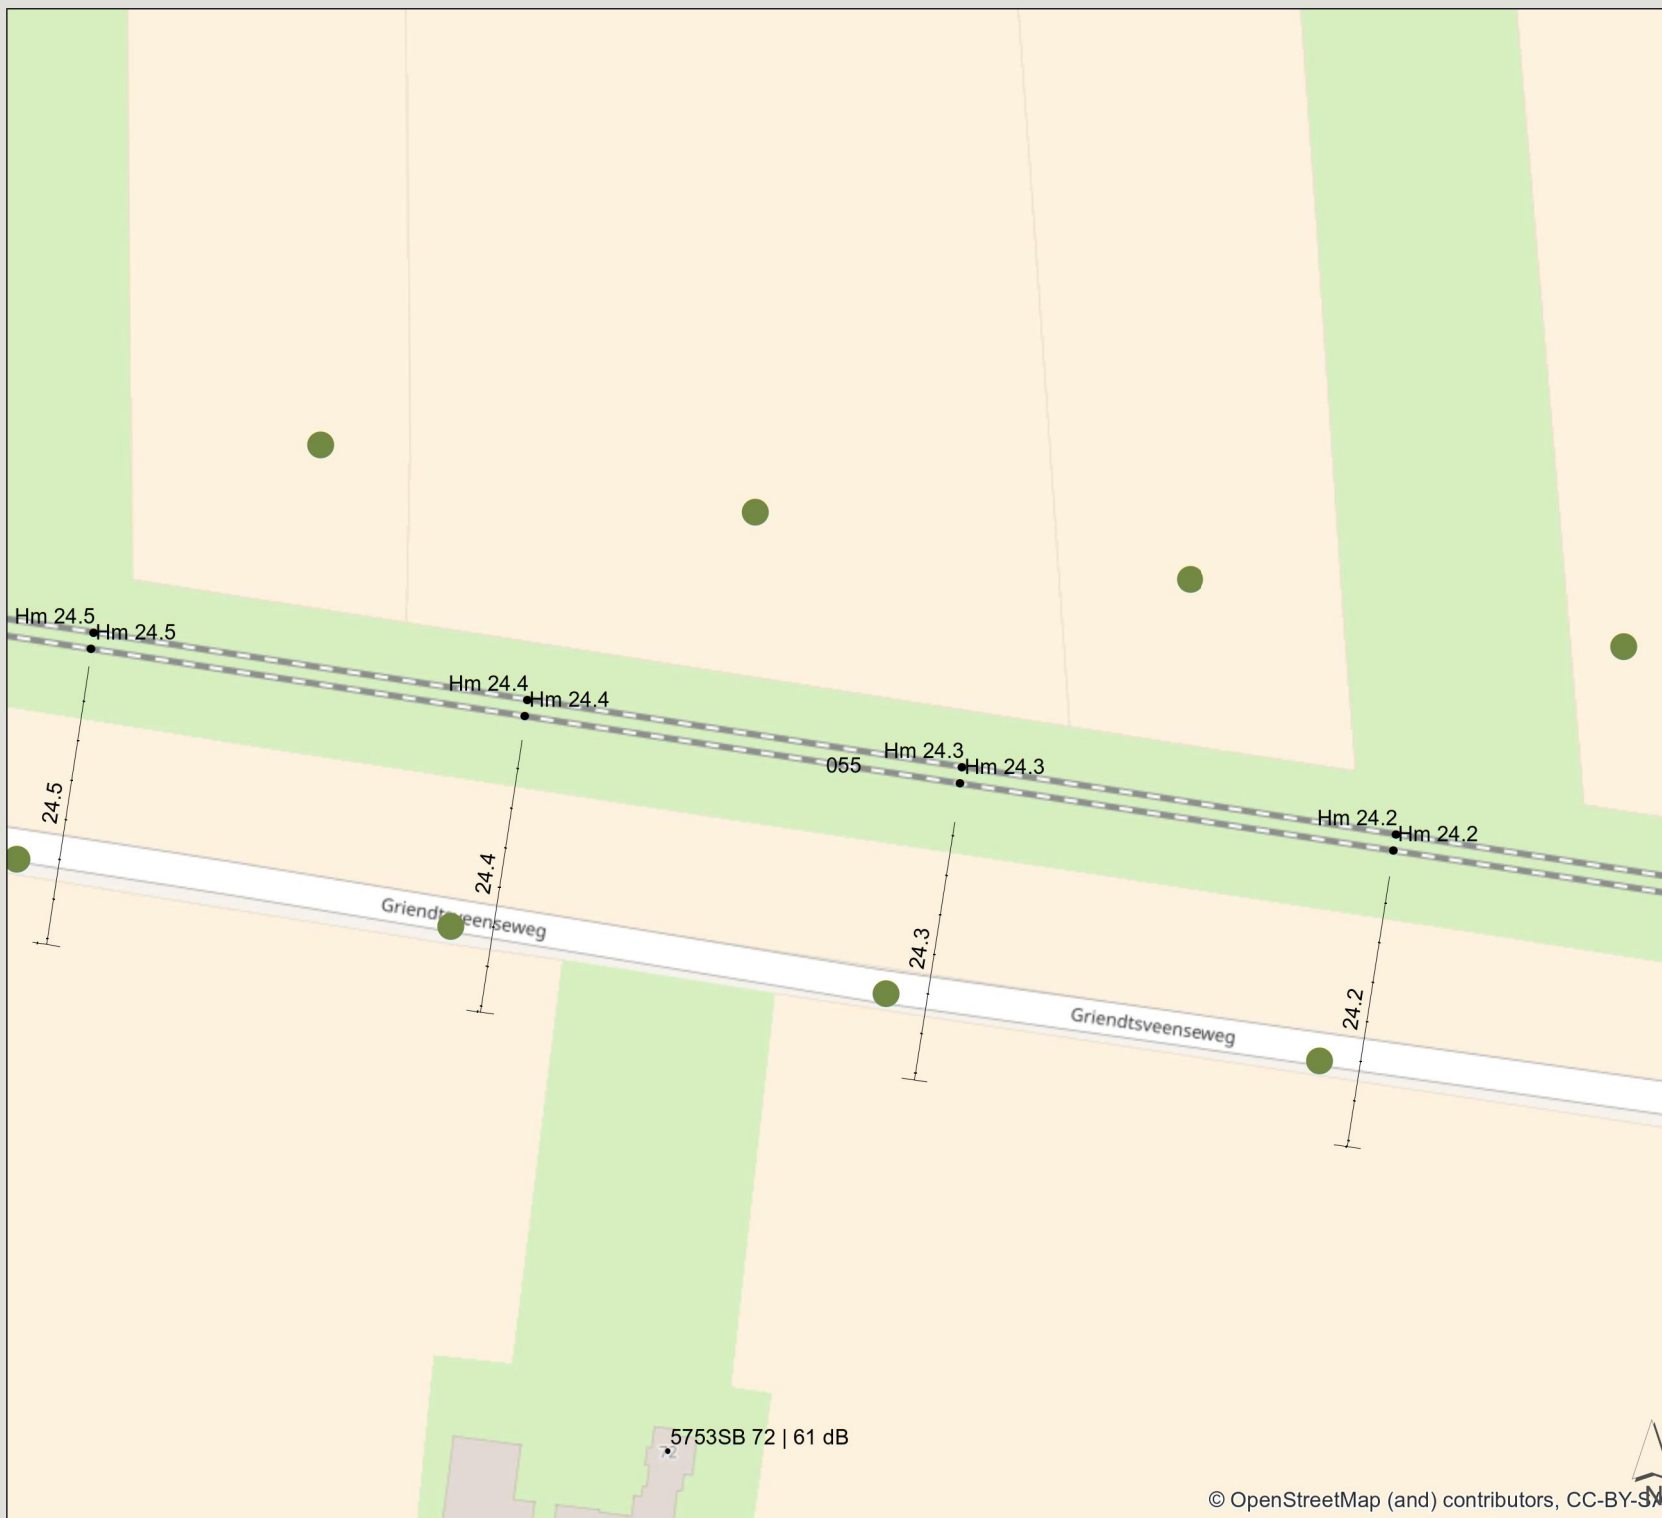 Hm 24.5
Hm 24.5
Hm 24.4
Hm 24.4
Hm 24.3
055
Hm 24.3
Hm 24.2
Hm 24.2
24.5
24.4
24.3
24.2
Griendtsveenseweg
Griendtsveenseweg
5753SB 72 | 61 dB
72
© OpenStreetMap (and) contributors, CC-BY-SA
N